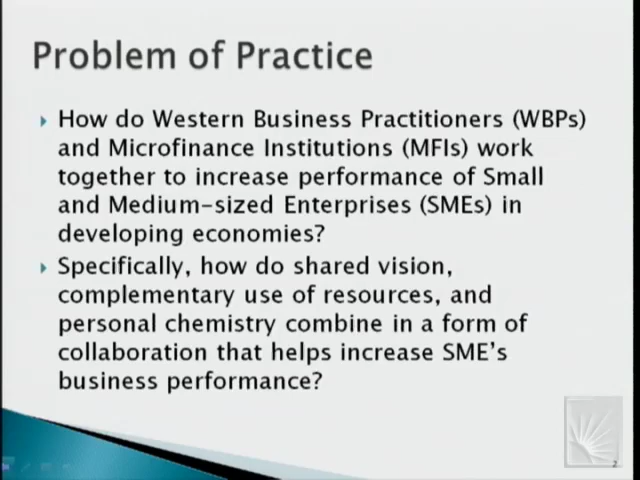 Problem of Practice
How do Western Business Practitioners (WBPs)
and Microfinance Institutions (MFIs) work
together to increase performance of Small
and Medium-sized Enterprises (SMEs) in
developing economies?
Specifically, how do shared vision,
complementary use of resources, and
personal chemistry combine in a form of
collaboration that helps increase SME's
business performance?
2